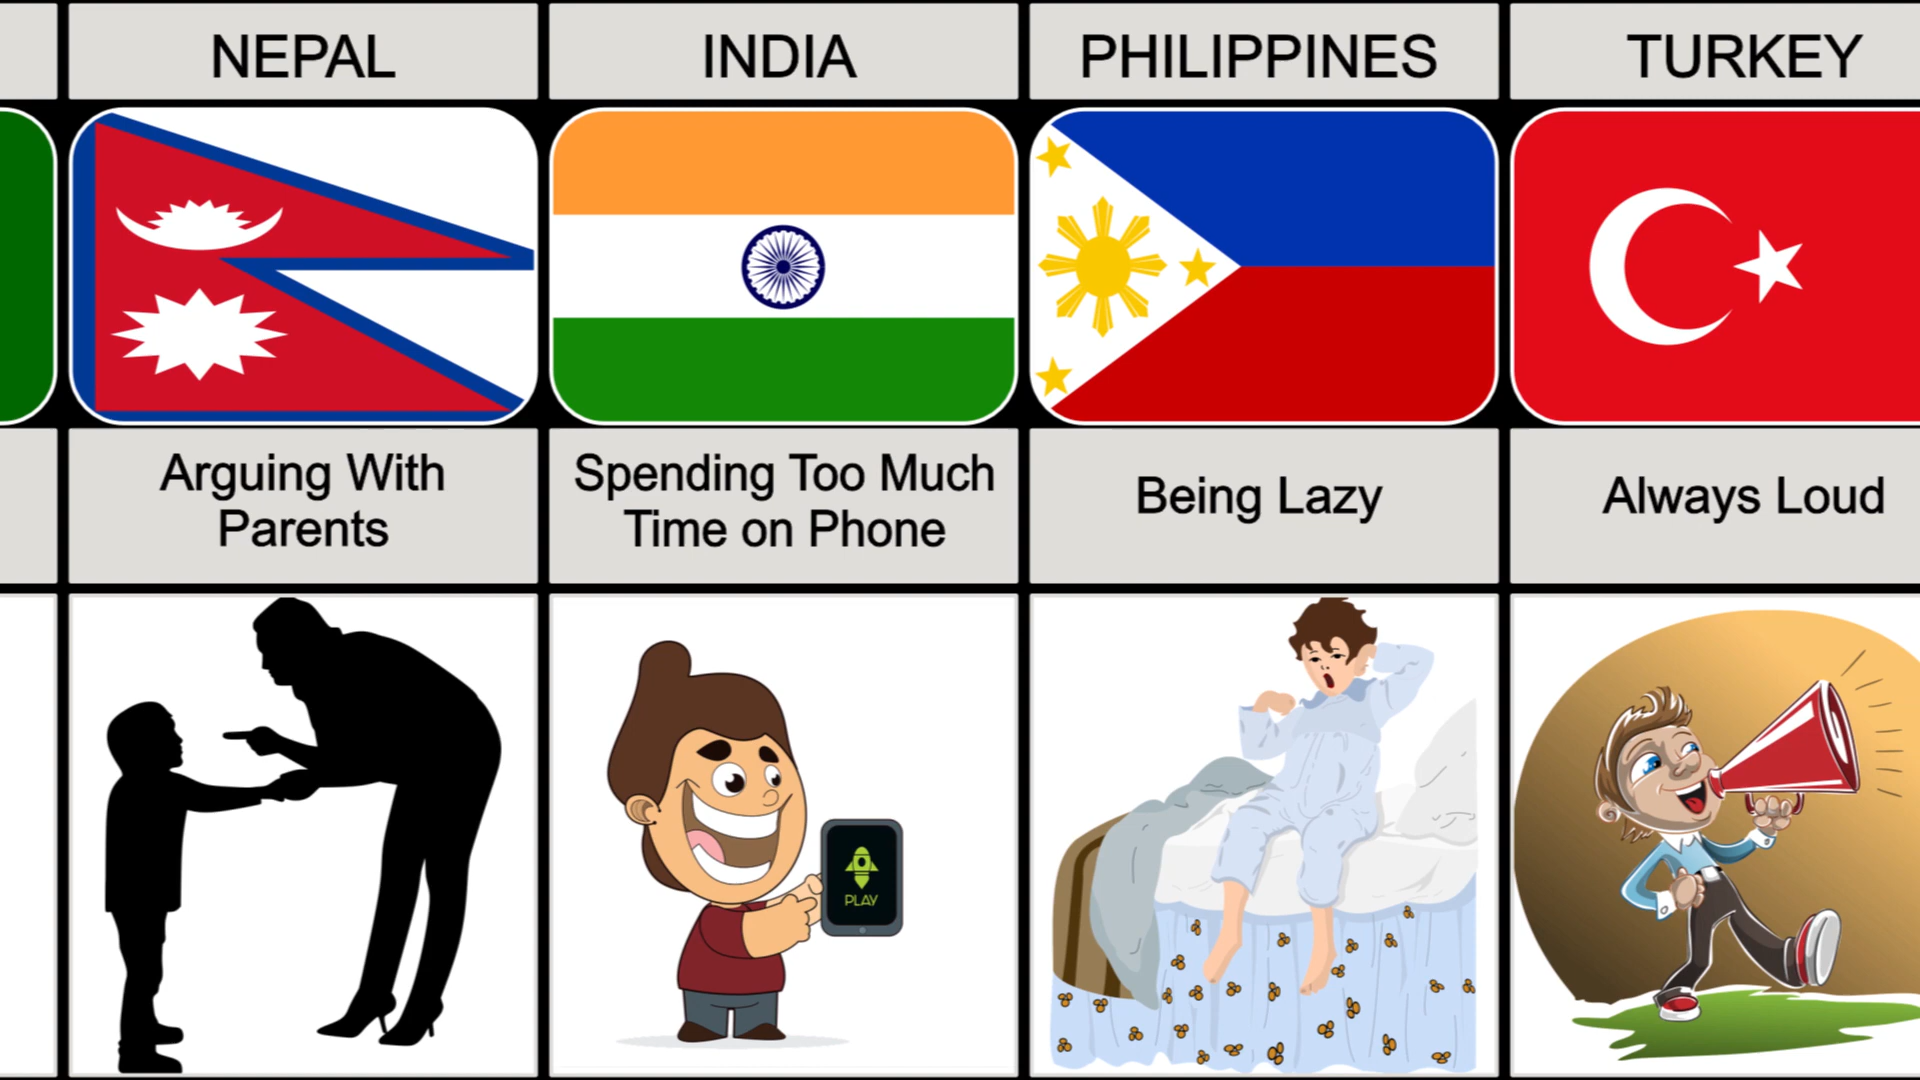 NEPAL
INDIA
PHILIPPINES
TURKEY
Arguing With
Parents
Spending Too Much
Time on Phone
Being Lazy
Always Loud
PLAY